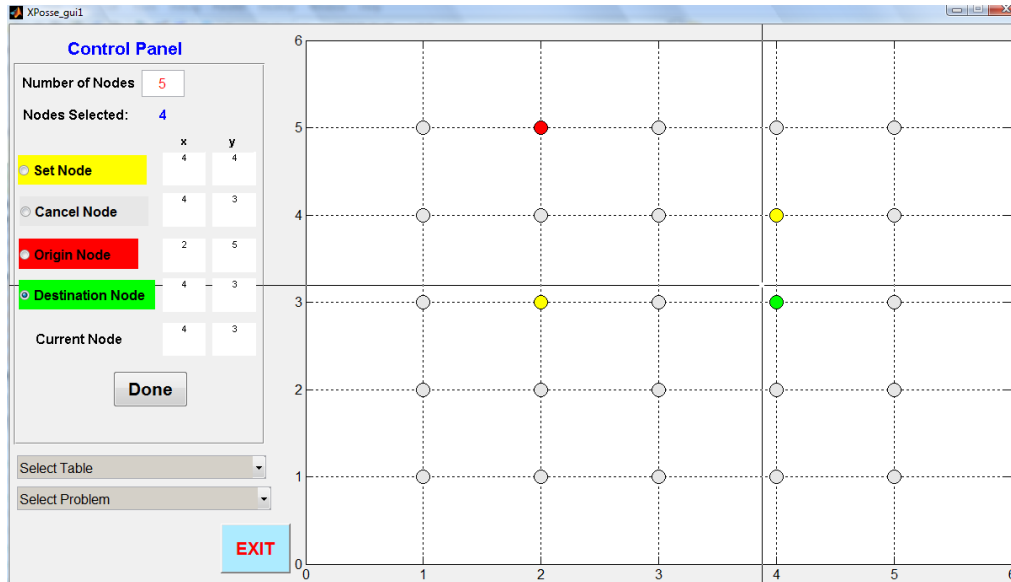 XPosse_gui1
Control Panel
Number of Nodes 5
Nodes Selected: 4
x y
Set Node 4 4
Cancel Node 4 3
Origin Node 2 5
Destination Node 4 3
Current Node 4 3
Done
Select Table
Select Problem
EXIT
6
5
4
3
2
1
0
0 1 2 3 4 5 6